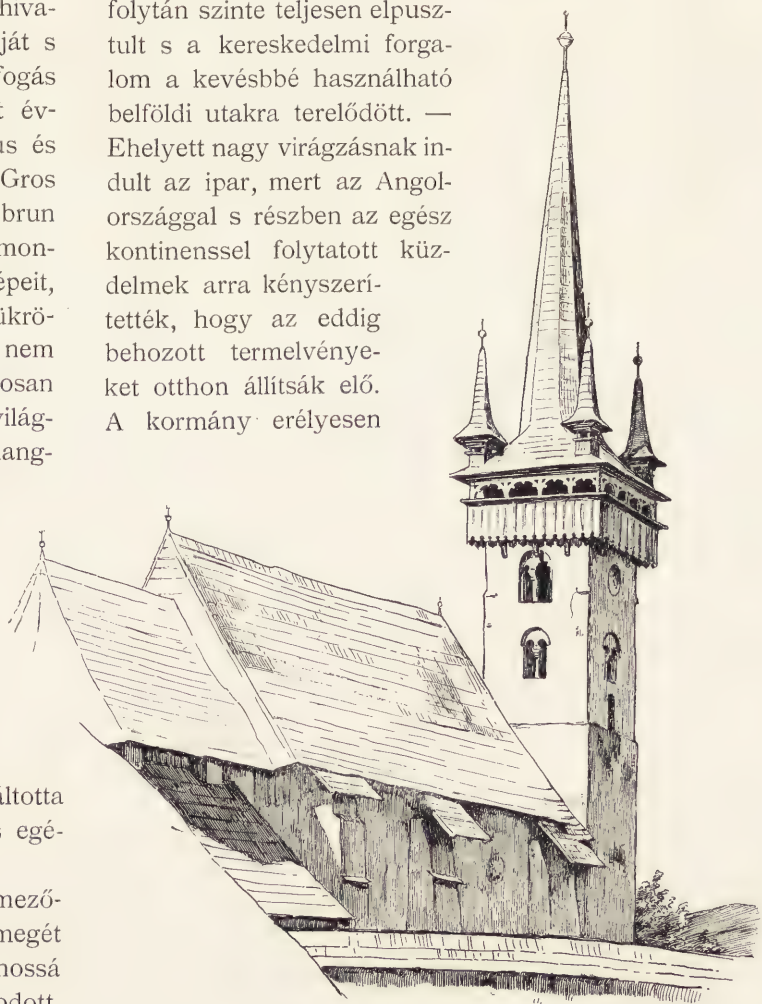 hiva-
ját s
fogás
t év-
us és
Gros
brun
mon-
épeit,
ükrö-
nem
osan
világ-
ang-
áltotta
s egé-
mező-
megét
nossá
odott
folytán szinte teljesen elpusz-
tult s a kereskedelmi forga-
lom a kevésbbé használható
belföldi utakra terelődött. —
Ehelyett nagy virágzásnak in-
dult az ipar, mert az Angol-
országgal s részben az egész
kontinenssel folytatott küz-
delmek arra kényszerí-
tették, hogy az eddig
behozott termelvénye-
ket otthon állítsák elő.
A kormány erélyesen